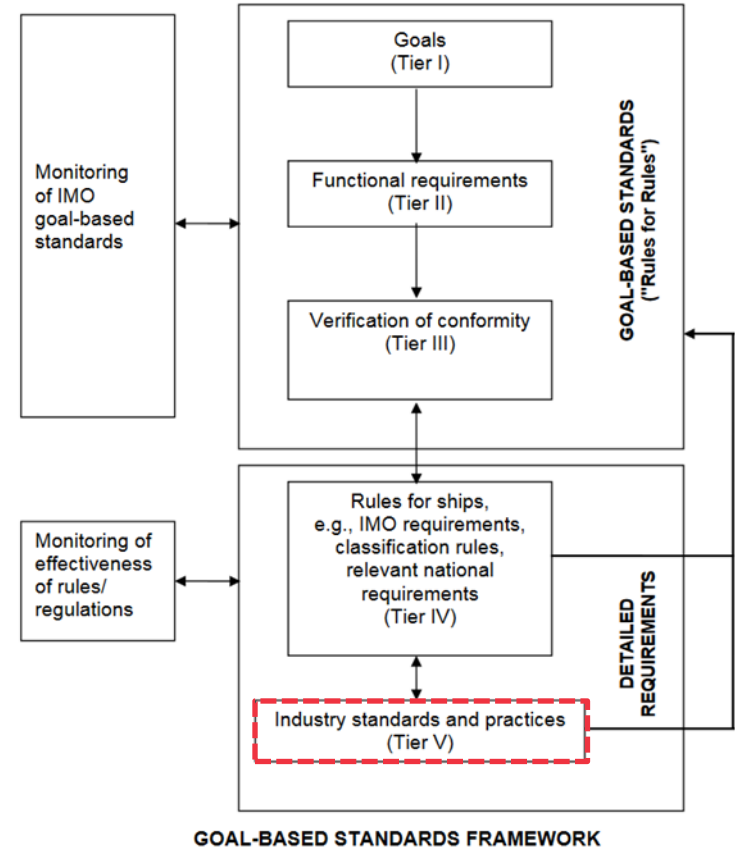 Goals
(Tier I)
Functional requirements
(Tier II)
Verification of conformity
(Tier III)
GOAL-BASED STANDARDS
("Rules for Rules")
Monitoring
of IMO
goal-based
standards
Rules for ships,
e.g., IMO requirements,
classification rules,
relevant national
requirements
(Tier IV)
Monitoring of
effectiveness
of rules/
regulations
DETAILED
REQUIREMENTS
Industry standards and practices
(Tier V)
GOAL-BASED STANDARDS FRAMEWORK